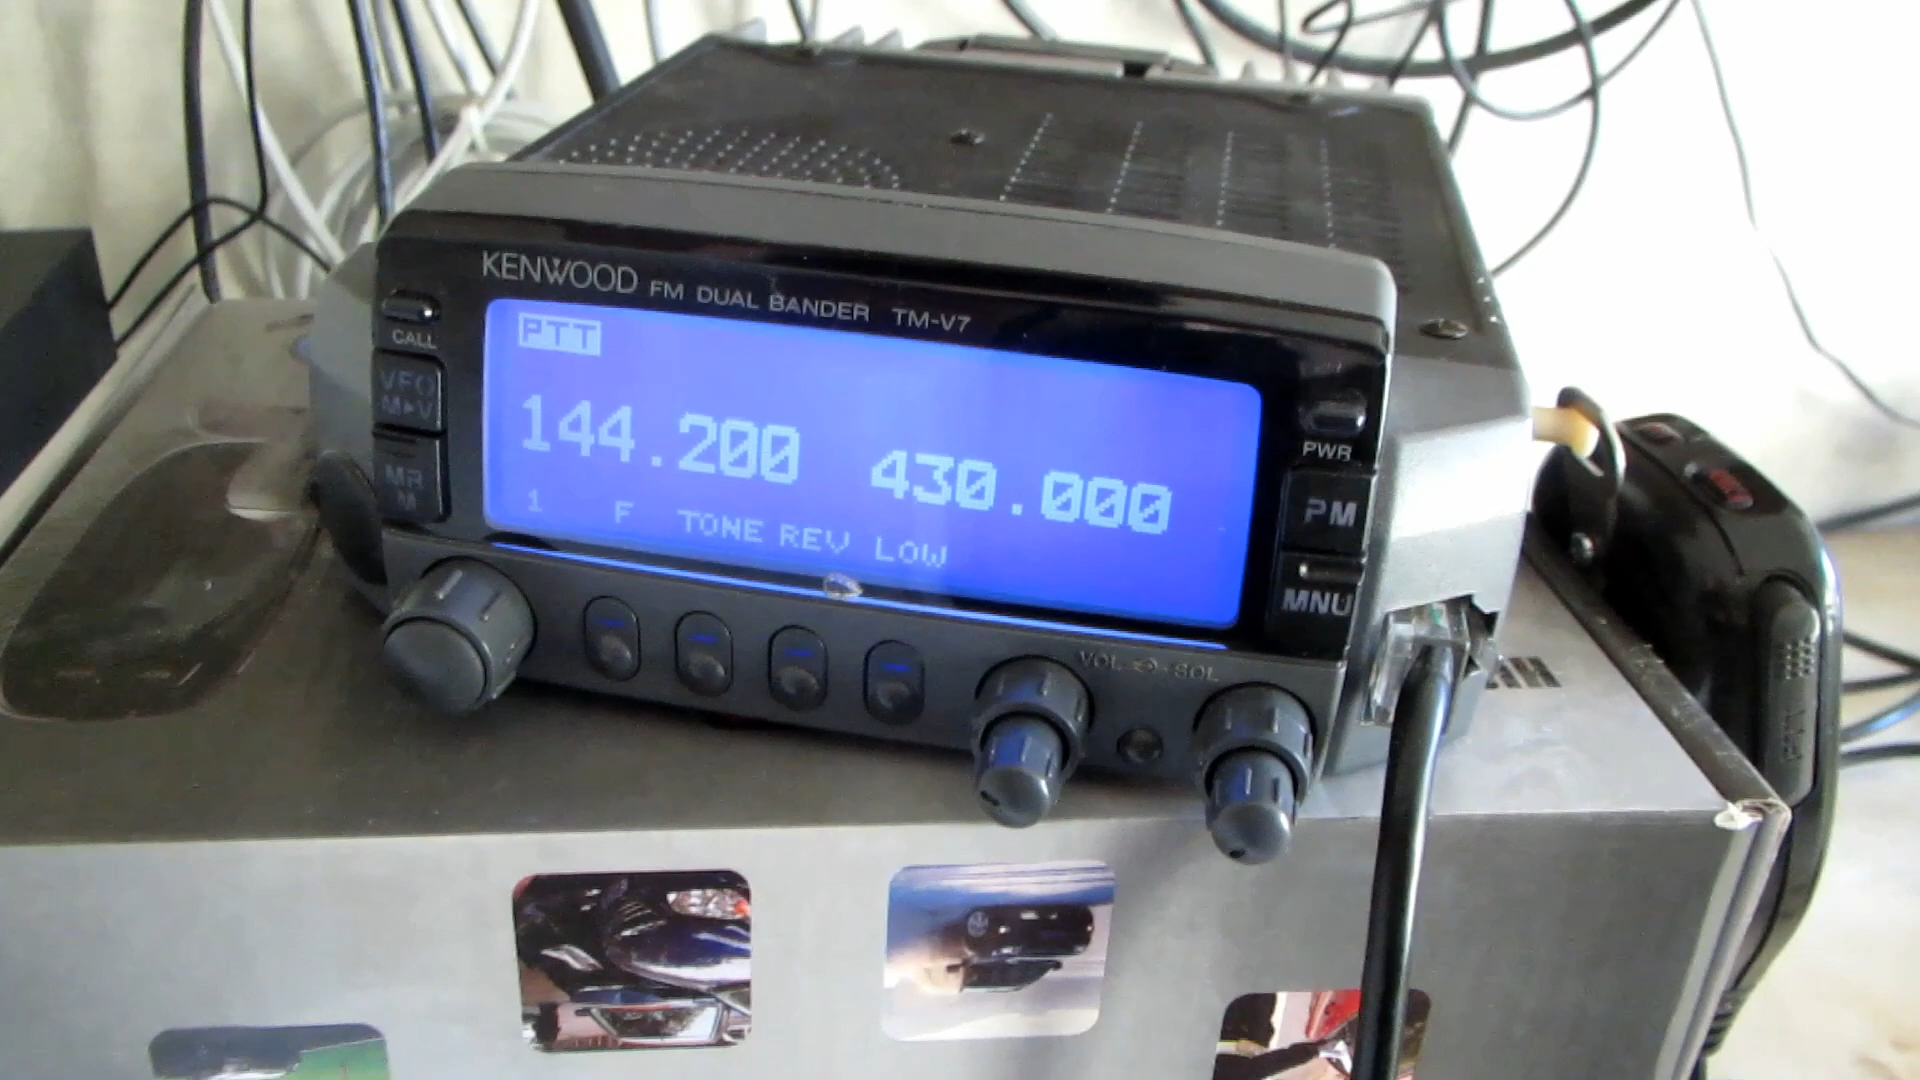 KENWOOD FM DUAL BANDER TM-V7
CALL
VFO
M▶V
MR
M
PTT
144.200 430.000
1 F TONE REV LOW
PWR
PM
MNU
VOL SQL